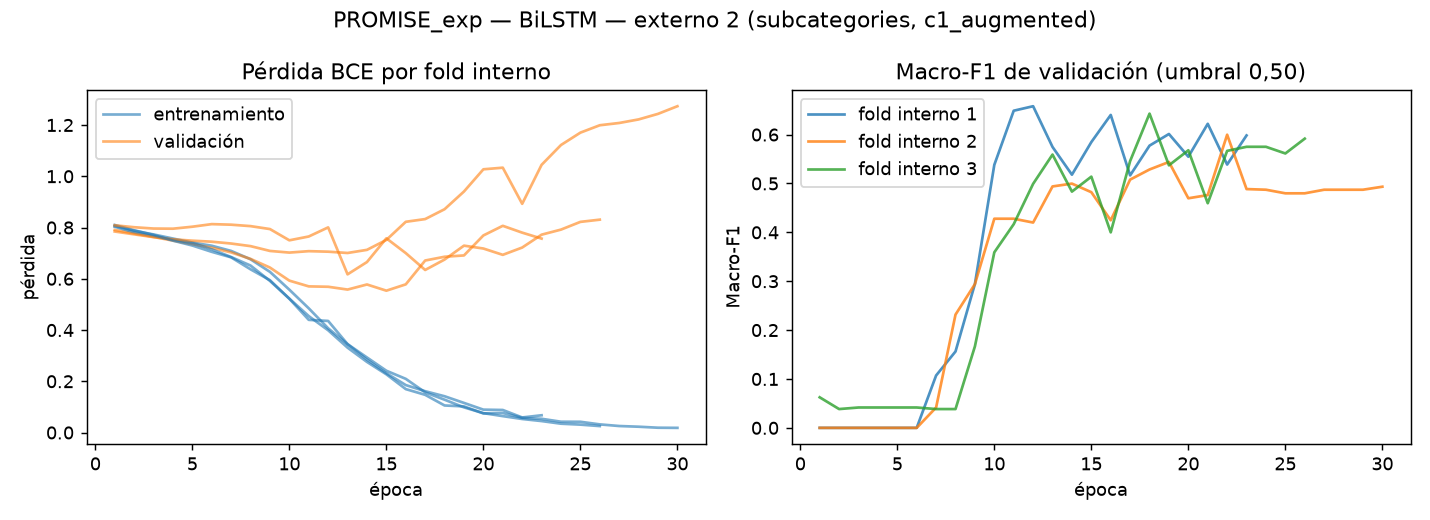 PROMISE_exp — BiLSTM — externo 2 (subcategories, c1_augmented)
Pérdida BCE por fold interno
entrenamiento
validación
pérdida
1.2
1.0
0.8
0.6
0.4
0.2
0.0
0 5 10 15 20 25 30
época
Macro-F1 de validación (umbral 0,50)
fold interno 1
fold interno 2
fold interno 3
Macro-F1
0.6
0.5
0.4
0.3
0.2
0.1
0.0
0 5 10 15 20 25 30
época